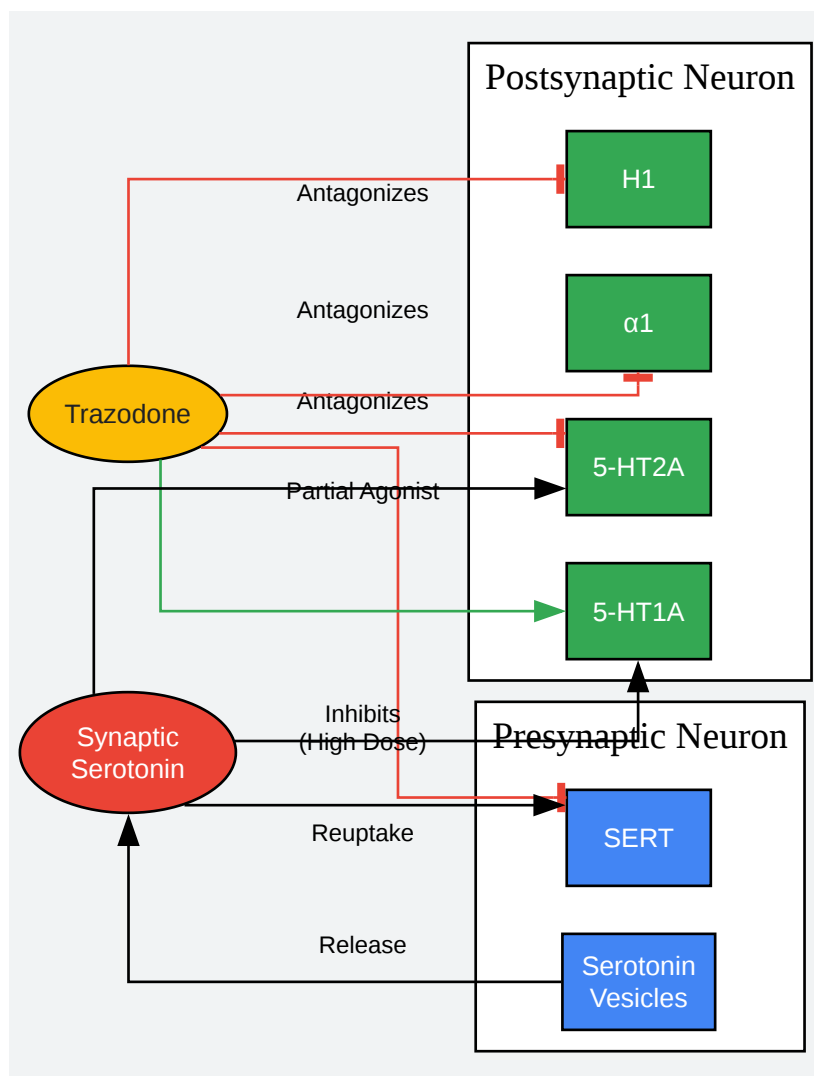 Postsynaptic Neuron
H1
Antagonizes
Antagonizes
α1
Antagonizes
Trazodone
5-HT2A
Partial Agonist
5-HT1A
Inhibits
(High Dose)
Presynaptic Neuron
Synaptic
Serotonin
Reuptake
SERT
Release
Serotonin
Vesicles